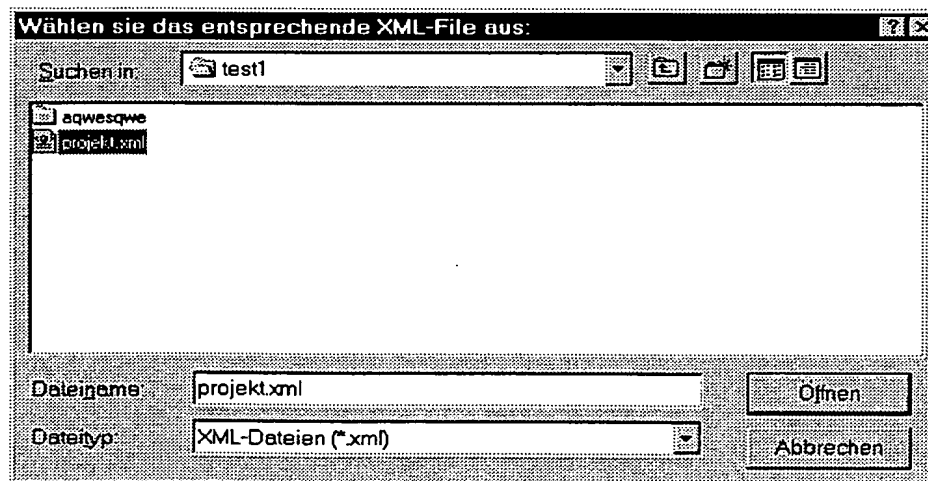 Wählen sie das entsprechende XML-File aus:
Suchen in: test1
aqwesqwe
projekt.xml
Dateiname: projekt.xml Öffnen
Dateityp: XML-Dateien (*.xml) Abbrechen